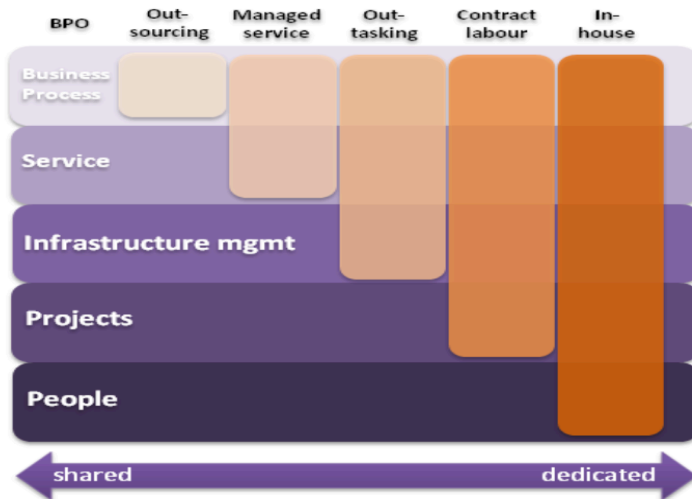 BPO
Out-
sourcing
Managed
service
Out-
tasking
Contract
labour
In-
house
Business
Process
Service
Infrastructure mgmt
Projects
People
shared
dedicated